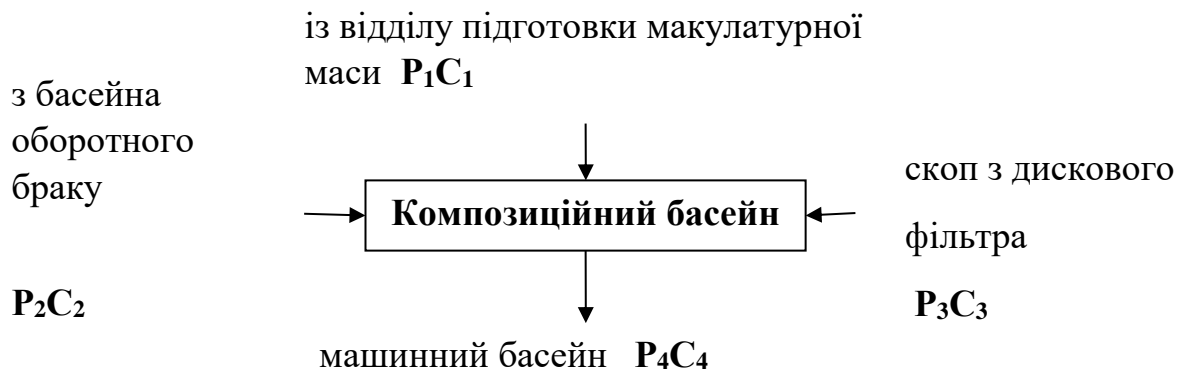 із відділу підготовки макулатурної
маси P₁C₁
з басейна
оборотного
браку
P₂C₂
Композиційний басейн
скоп з дискового
фільтра
P₃C₃
машинний басейн P₄C₄